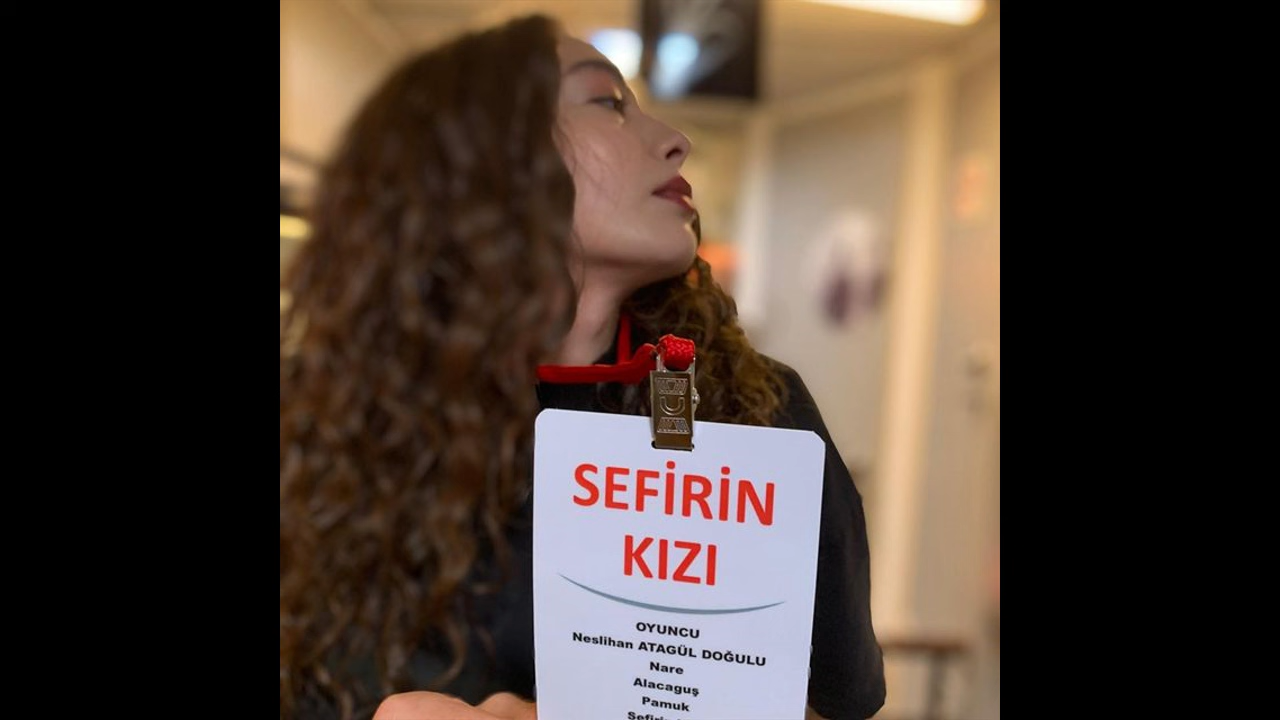 SEFİRİN
KIZI
OYUNCU
Neslihan ATAGÜL DOĞULU
Nare
Alacaguş
Pamuk